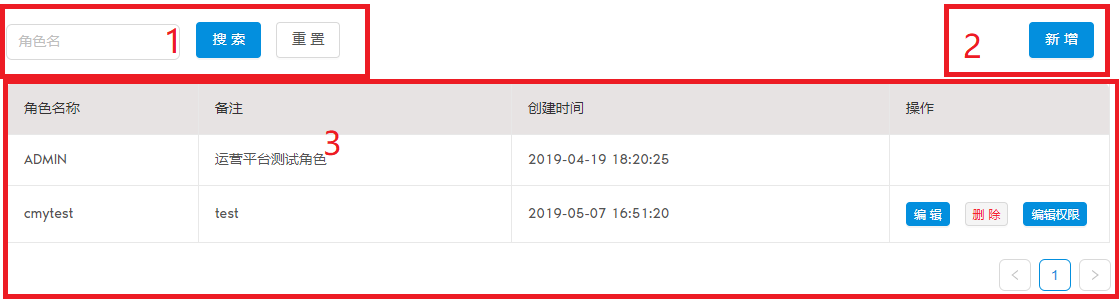 角色名 1 搜 索 重 置 2 新 增
角色名称 备注 创建时间 操作
3
ADMIN 运营平台测试角色 2019-04-19 18:20:25
cmytest test 2019-05-07 16:51:20 编 辑 删 除 编辑权限
< 1 >